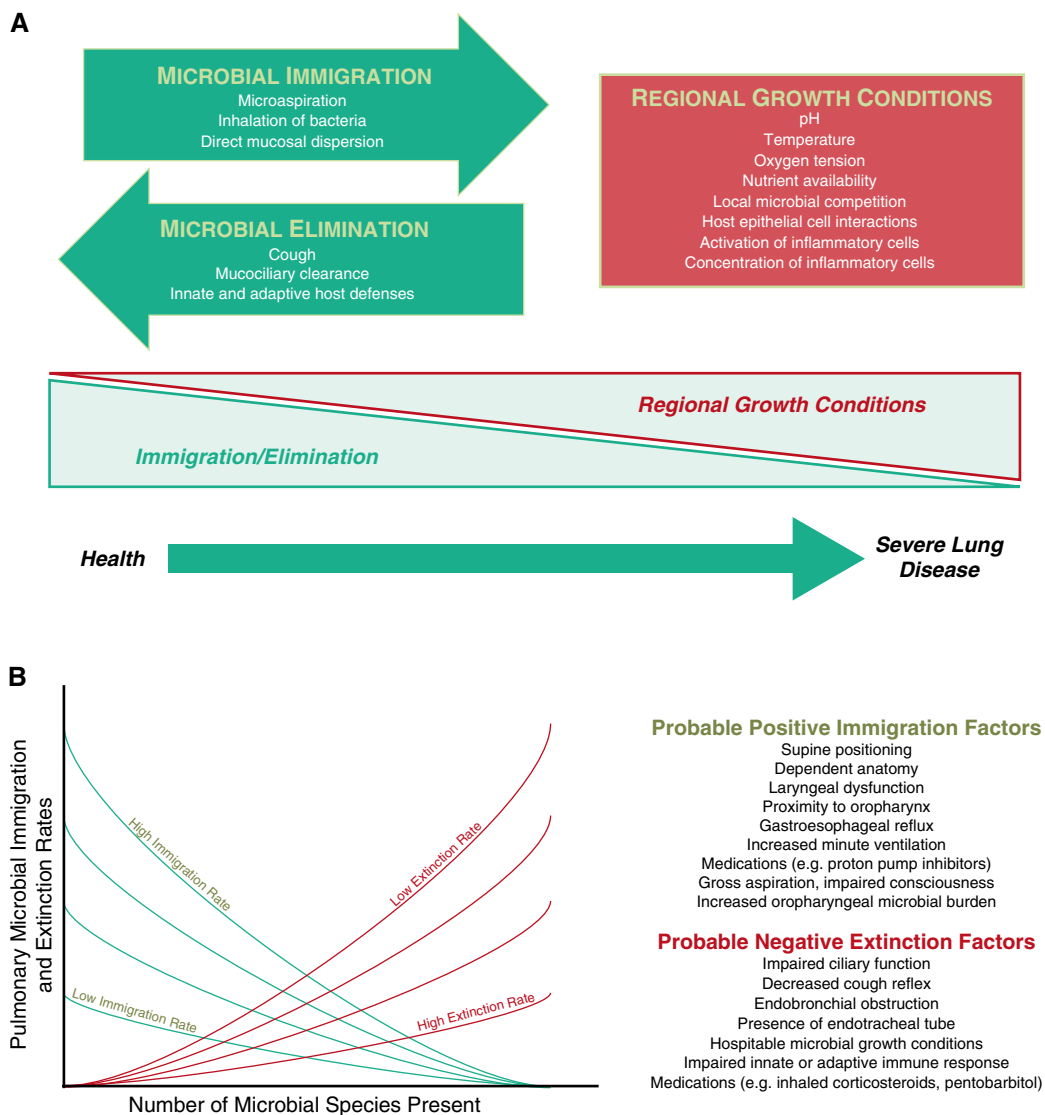 A
MICROBIAL IMMIGRATION
Microaspiration
Inhalation of bacteria
Direct mucosal dispersion
MICROBIAL ELIMINATION
Cough
Mucociliary clearance
Innate and adaptive host defenses
REGIONAL GROWTH CONDITIONS
pH
Temperature
Oxygen tension
Nutrient availability
Local microbial competition
Host epithelial cell interactions
Activation of inflammatory cells
Concentration of inflammatory cells
Regional Growth Conditions
Immigration/Elimination
Health
Severe Lung
Disease
B
Pulmonary Microbial Immigration
and Extinction Rates
High Immigration Rate
Low Immigration Rate
Low Extinction Rate
High Extinction Rate
Number of Microbial Species Present
Probable Positive Immigration Factors
Supine positioning
Dependent anatomy
Laryngeal dysfunction
Proximity to oropharynx
Gastroesophageal reflux
Increased minute ventilation
Medications (e.g. proton pump inhibitors)
Gross aspiration, impaired consciousness
Increased oropharyngeal microbial burden
Probable Negative Extinction Factors
Impaired ciliary function
Decreased cough reflex
Endobronchial obstruction
Presence of endotracheal tube
Hospitable microbial growth conditions
Impaired innate or adaptive immune response
Medications (e.g. inhaled corticosteroids, pentobarbitol)